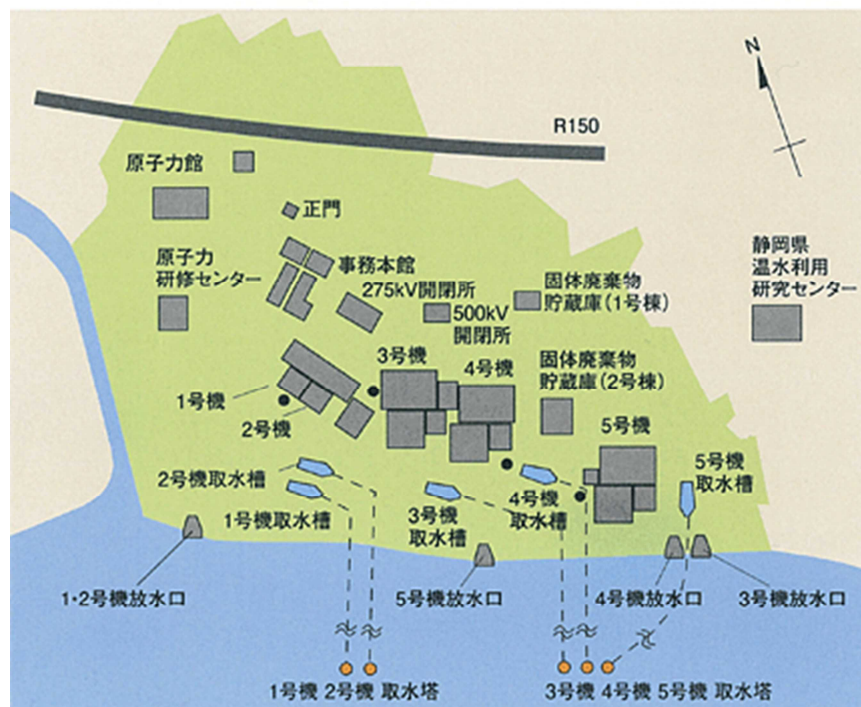 N
R150
原子力館
正門
原子力
研修センター
事務本館
275kV開閉所
500kV
開閉所
固体廃棄物
貯蔵庫(1号棟)
静岡県
温水利用
研究センター
3号機
4号機
固体廃棄物
貯蔵庫(2号棟)
1号機
2号機
5号機
2号機取水槽
1号機取水槽
3号機
取水槽
4号機
取水槽
5号機
取水槽
1・2号機放水口
5号機放水口
4号機放水口
3号機放水口
1号機 2号機 取水塔
3号機 4号機 5号機 取水塔